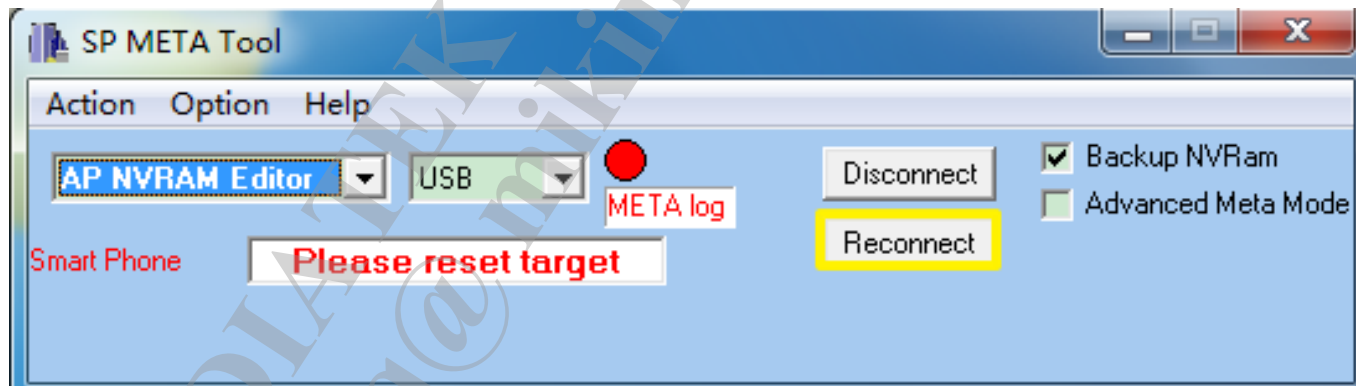 SP META Tool
Action Option Help
AP NVRAM Editor USB Disconnect Backup NVRam
META log Advanced Meta Mode
Smart Phone Please reset target Reconnect